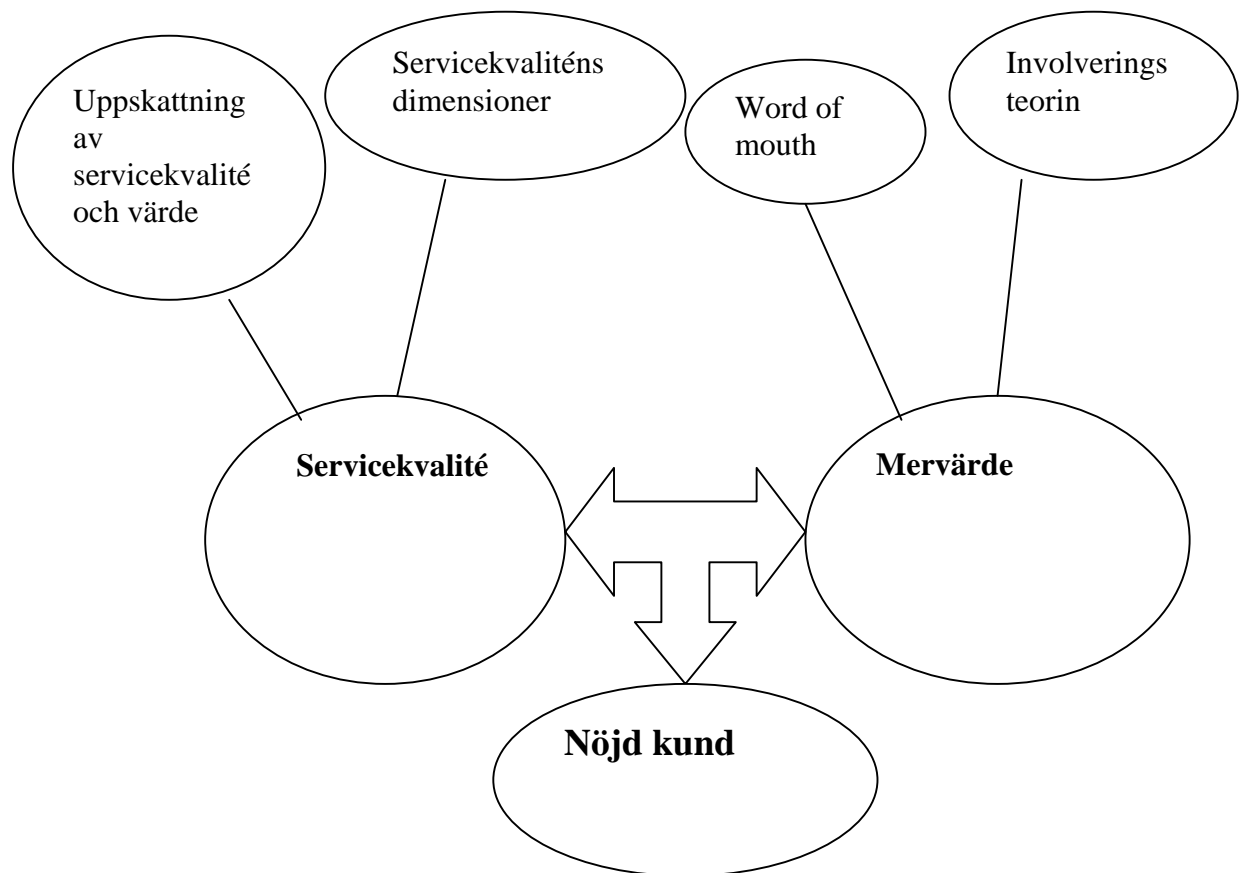 Uppskattning
av
servicekvalité
och värde
Servicekvaliténs
dimensioner
Word of
mouth
Involverings
teorin
Servicekvalité
Mervärde
Nöjd kund